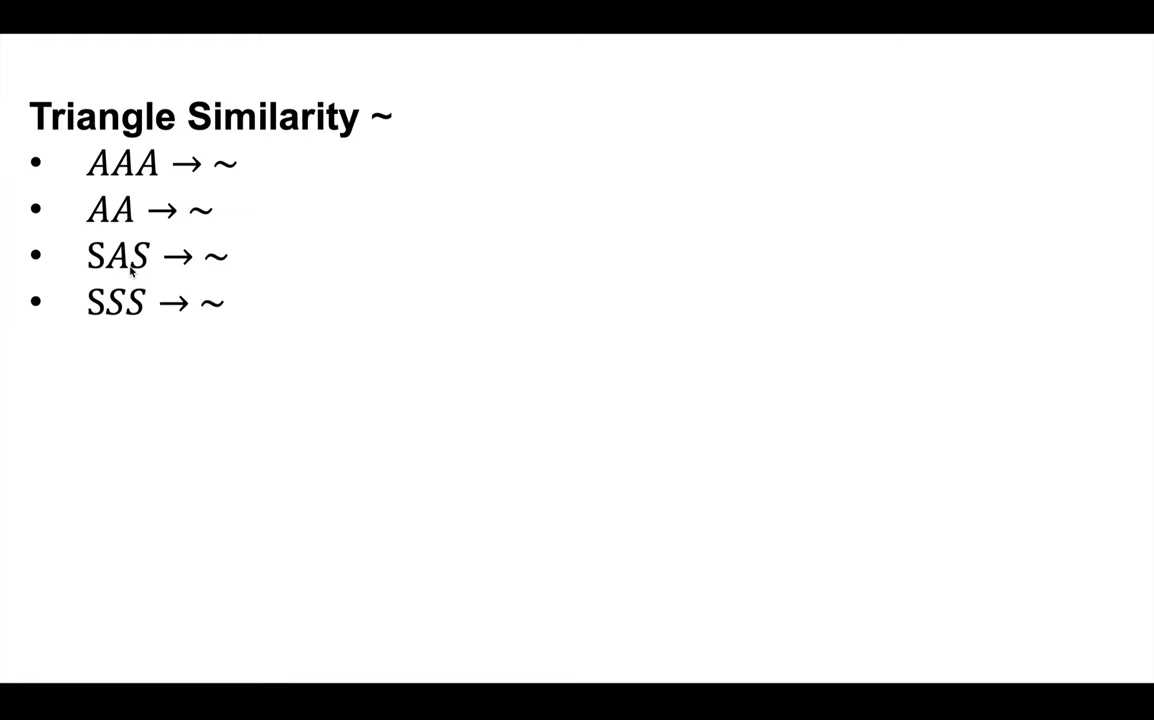 Triangle Similarity ~
• AAA → ~
• AA → ~
• SAS → ~
• SSS → ~